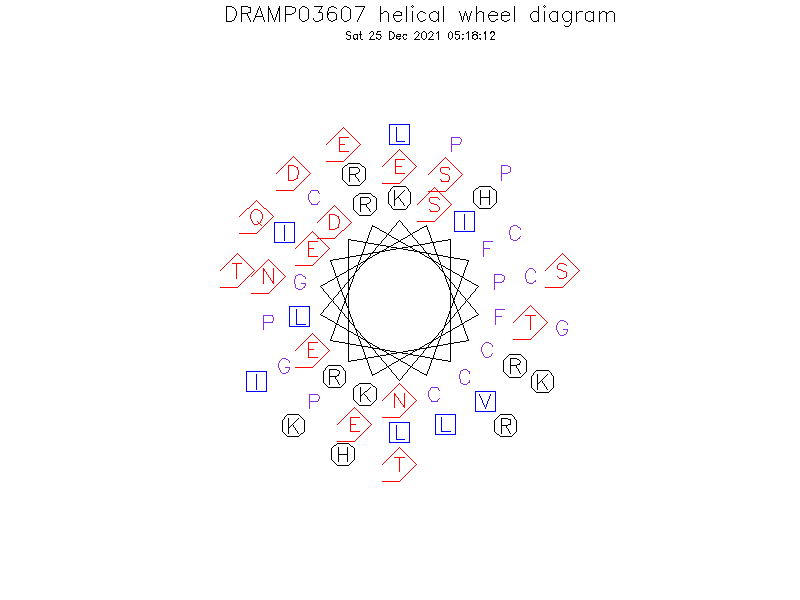 DRAMP03607 helical wheel diagram
Sat 25 Dec 2021 05:18:12
L
E P
E
D R S P
C R K H
Q D S I
I E F C
T N G P C S
P L F T G
G E C R
I R C K
P K N C V
K E L L R
H T